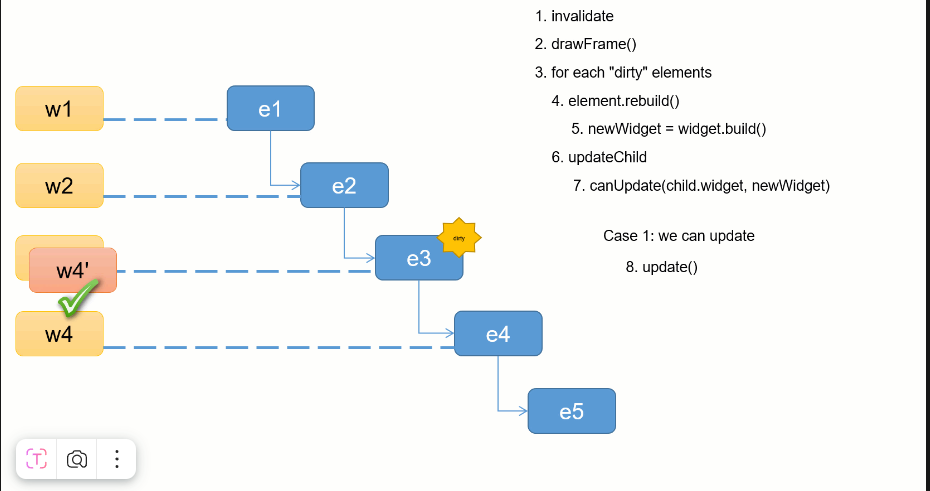 1. invalidate
2. drawFrame()
3. for each "dirty" elements
4. element.rebuild()
5. newWidget = widget.build()
6. updateChild
7. canUpdate(child.widget, newWidget)
Case 1: we can update
8. update()
w1
e1
w2
e2
w4'
e3
dirty
w4
e4
e5
T